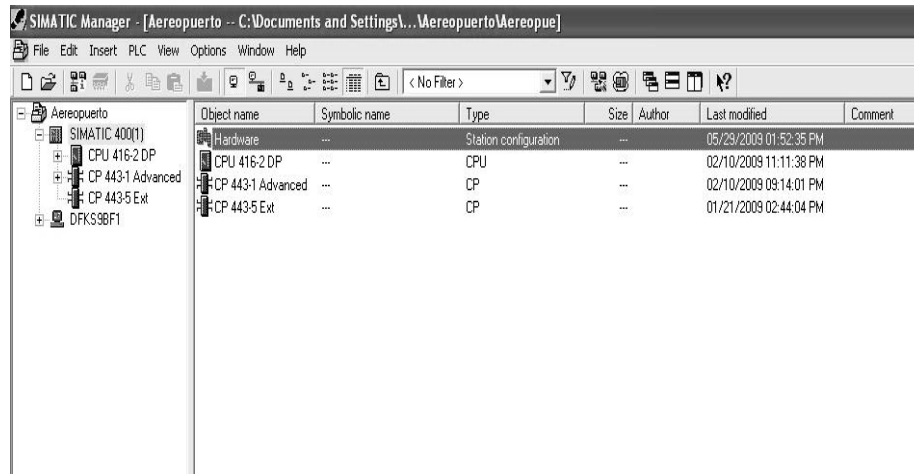 SIMATIC Manager - [Aereopuerto -- C:\Documents and Settings\...\Aereopuerto\Aereopue]
File Edit Insert PLC View Options Window Help
< No Filter >
Aereopuerto
SIMATIC 400(1)
CPU 416-2 DP
CP 443-1 Advanced
CP 443-5 Ext
DFKS9BF1
Object name Symbolic name Type Size Author Last modified Comment
Hardware --- Station configuration --- 05/29/2009 01:52:35 PM
CPU 416-2 DP --- CPU --- 02/10/2009 11:11:38 PM
CP 443-1 Advanced --- CP --- 02/10/2009 09:14:01 PM
CP 443-5 Ext --- CP --- 01/21/2009 02:44:04 PM